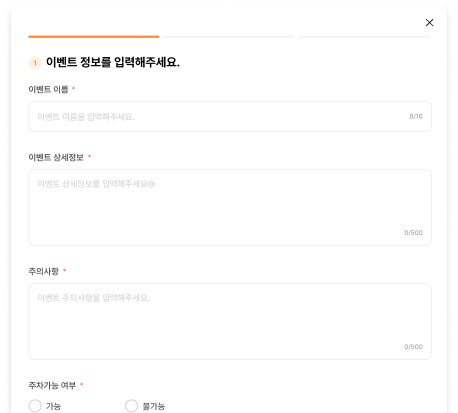 1 이벤트 정보를 입력해주세요.
이벤트 이름 *
이벤트 이름을 입력해주세요. 8/16
이벤트 상세정보 *
이벤트 상세정보를 입력해주세요@
0/500
주의사항 *
이벤트 주의사항을 입력해주세요.
0/500
주차가능 여부 *
가능 불가능